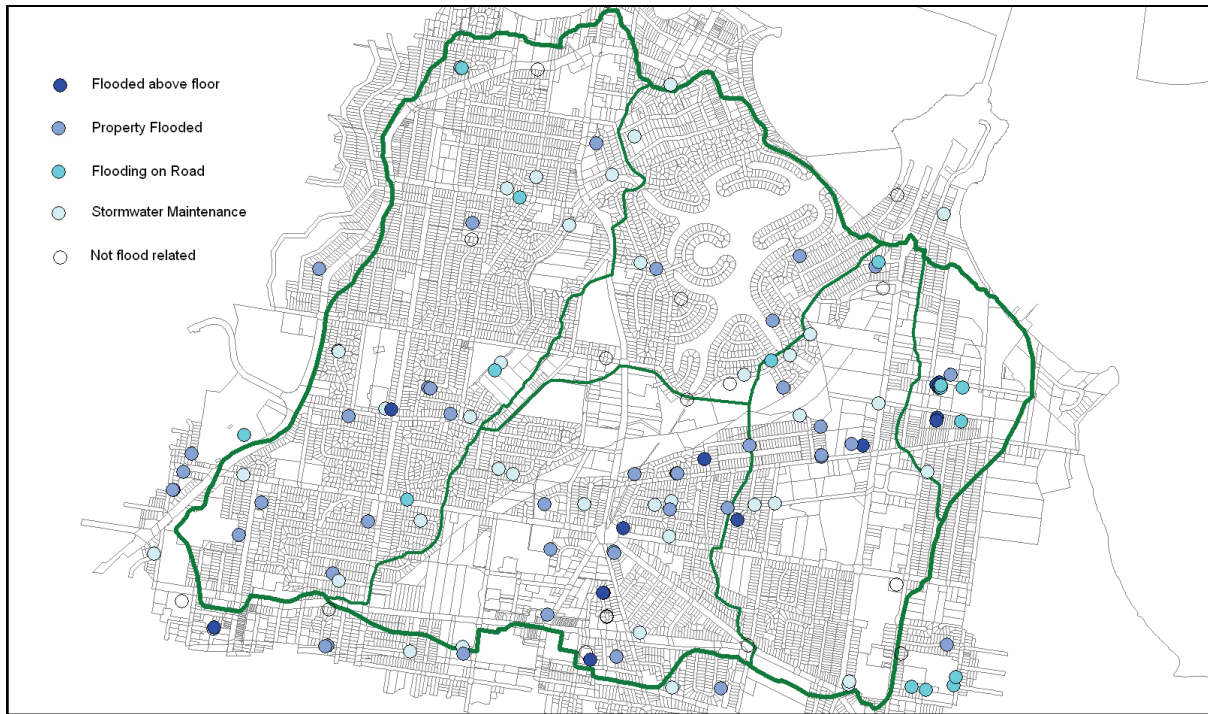 Flooded above floor
Property Flooded
Flooding on Road
Stormwater Maintenance
Not flood related